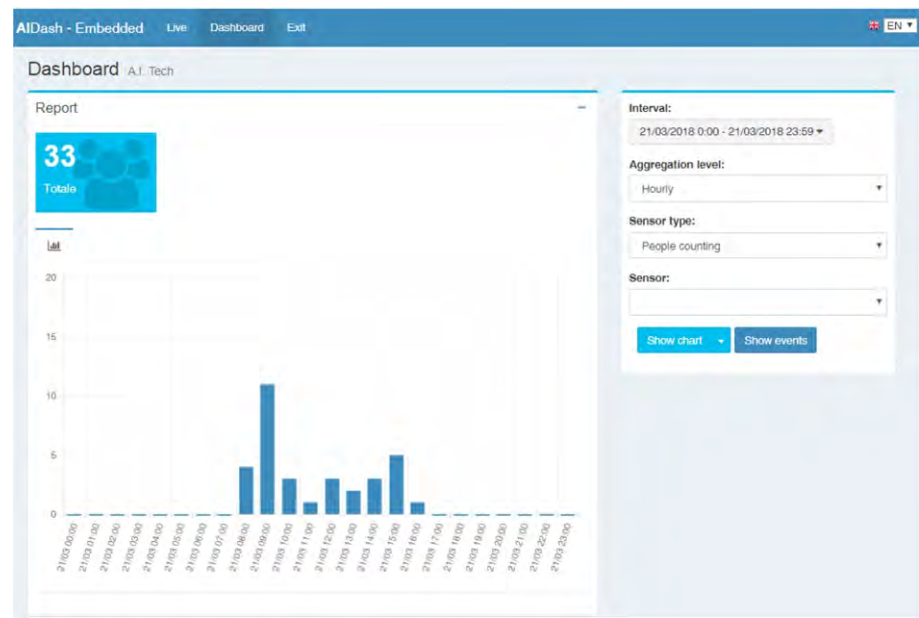 AIDash - Embedded Live Dashboard Exit EN
Dashboard A.I. Tech
Report
33
Totale
20
15
10
5
0
21/03 00:00
21/03 01:00
21/03 02:00
21/03 03:00
21/03 04:00
21/03 05:00
21/03 06:00
21/03 07:00
21/03 08:00
21/03 09:00
21/03 10:00
21/03 11:00
21/03 12:00
21/03 13:00
21/03 14:00
21/03 15:00
21/03 16:00
21/03 17:00
21/03 18:00
21/03 19:00
21/03 20:00
21/03 21:00
21/03 22:00
21/03 23:00
Interval:
21/03/2018 0:00 - 21/03/2018 23:59
Aggregation level:
Hourly
Sensor type:
People counting
Sensor:
Show chart Show events